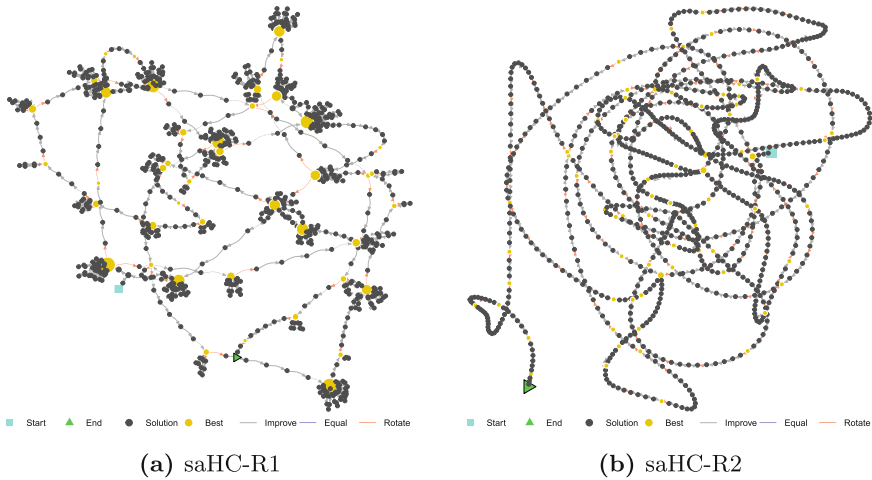 Start End Solution Best Improve Equal Rotate
Start End Solution Best Improve Equal Rotate
(a) saHC-R1
(b) saHC-R2